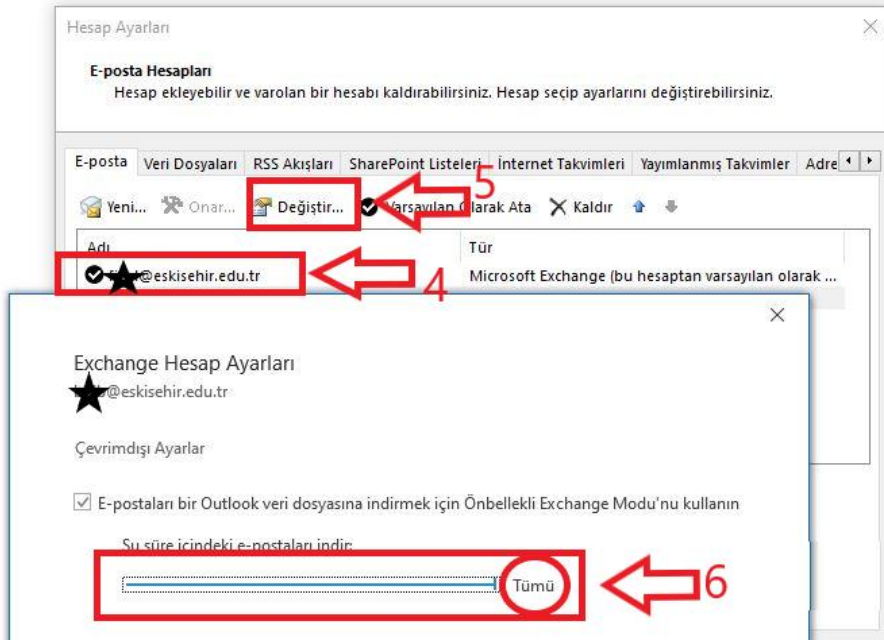 Hesap Ayarları
E-posta Hesapları
Hesap ekleyebilir ve varolan bir hesabı kaldırabilirsiniz. Hesap seçip ayarlarını değiştirebilirsiniz.
E-posta Veri Dosyaları RSS Akışları SharePoint Listeleri İnternet Takvimleri Yayımlanmış Takvimler Adre
5
Yeni... Onar... Değiştir... Varsayılan Olarak Ata Kaldır
Adı Tür
@eskisehir.edu.tr Microsoft Exchange (bu hesaptan varsayılan olarak ...
4
Exchange Hesap Ayarları
@eskisehir.edu.tr
Çevrimdışı Ayarlar
E-postaları bir Outlook veri dosyasına indirmek için Önbellekli Exchange Modu'nu kullanın
Şu süre içindeki e-postaları indir:
Tümü 6